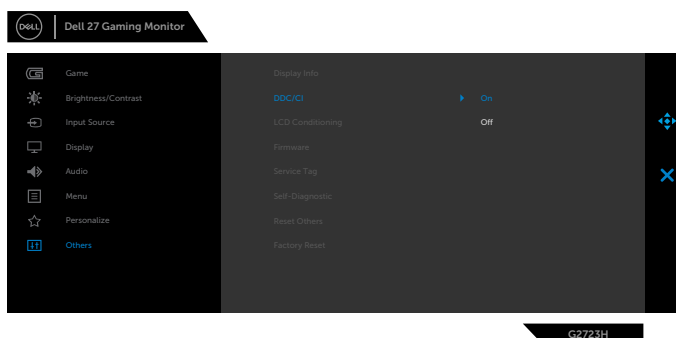 DELL
Dell 27 Gaming Monitor
Game
Brightness/Contrast
Input Source
Display
Audio
Menu
Personalize
Others
Display Info
DDC/CI
On
LCD Conditioning
Off
Firmware
Service Tag
Self-Diagnostic
Reset Others
Factory Reset
G2723H